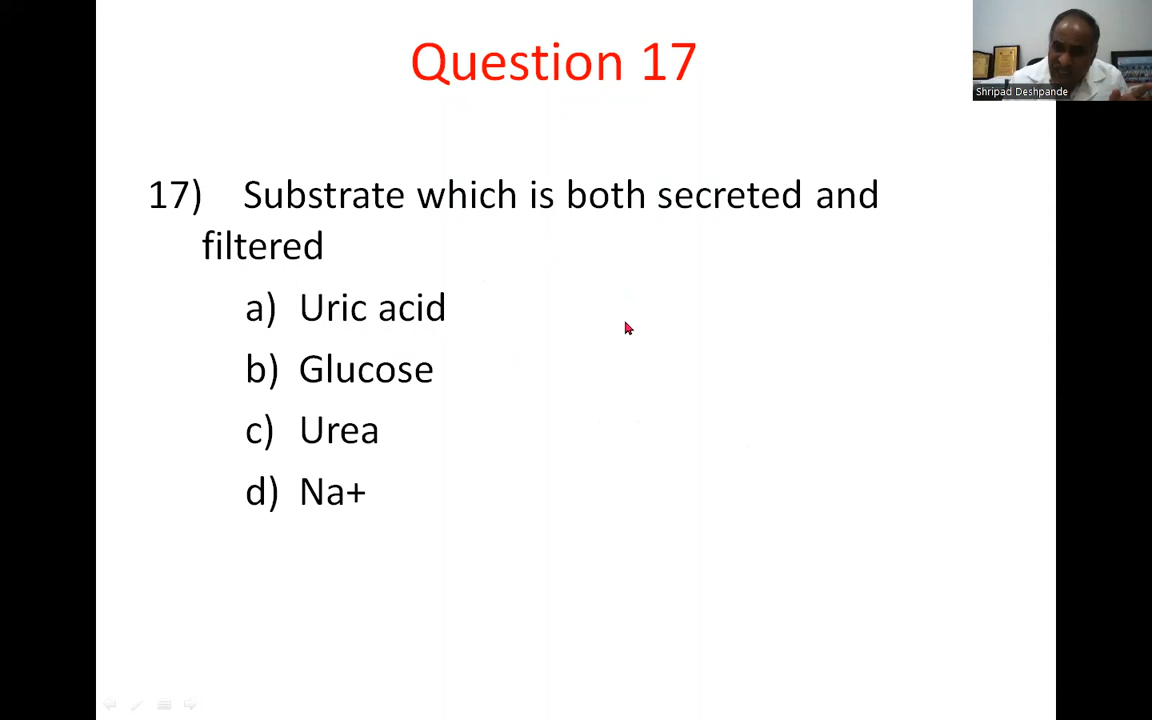 Question 17
Shripad Deshpande
17) Substrate which is both secreted and
filtered
a) Uric acid
b) Glucose
c) Urea
d) Na+